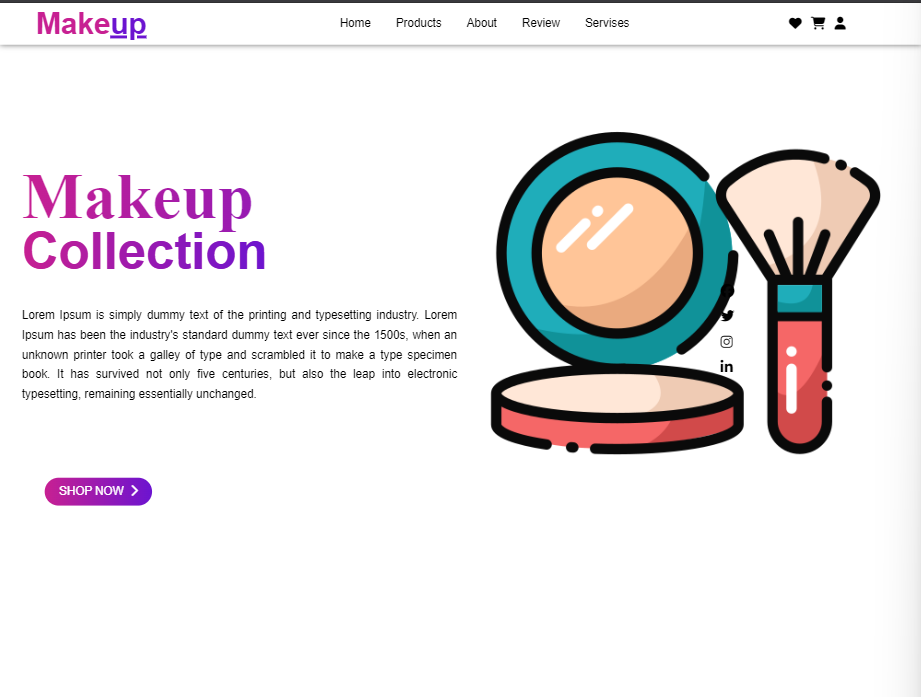 Makeup
Home Products About Review Servises
Makeup
Collection
Lorem Ipsum is simply dummy text of the printing and typesetting industry. Lorem
Ipsum has been the industry's standard dummy text ever since the 1500s, when an
unknown printer took a galley of type and scrambled it to make a type specimen
book. It has survived not only five centuries, but also the leap into electronic
typesetting, remaining essentially unchanged.
in
SHOP NOW